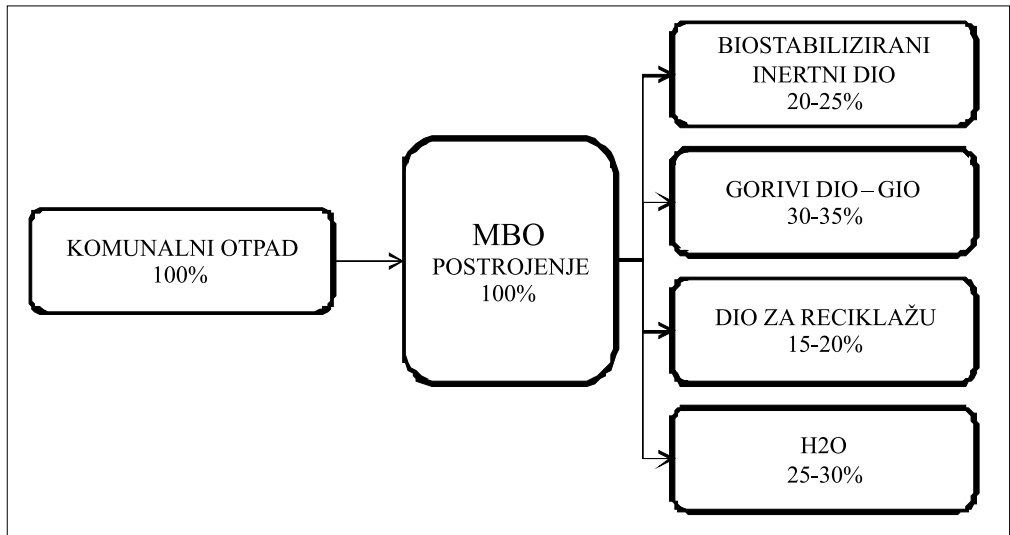 KOMUNALNI OTPAD
100%
MBO
POSTROJENJE
100%
BIOSTABILIZIRANI
INERTNI DIO
20-25%
GORIVI DIO – GIO
30-35%
DIO ZA RECIKLAŽU
15-20%
H2O
25-30%